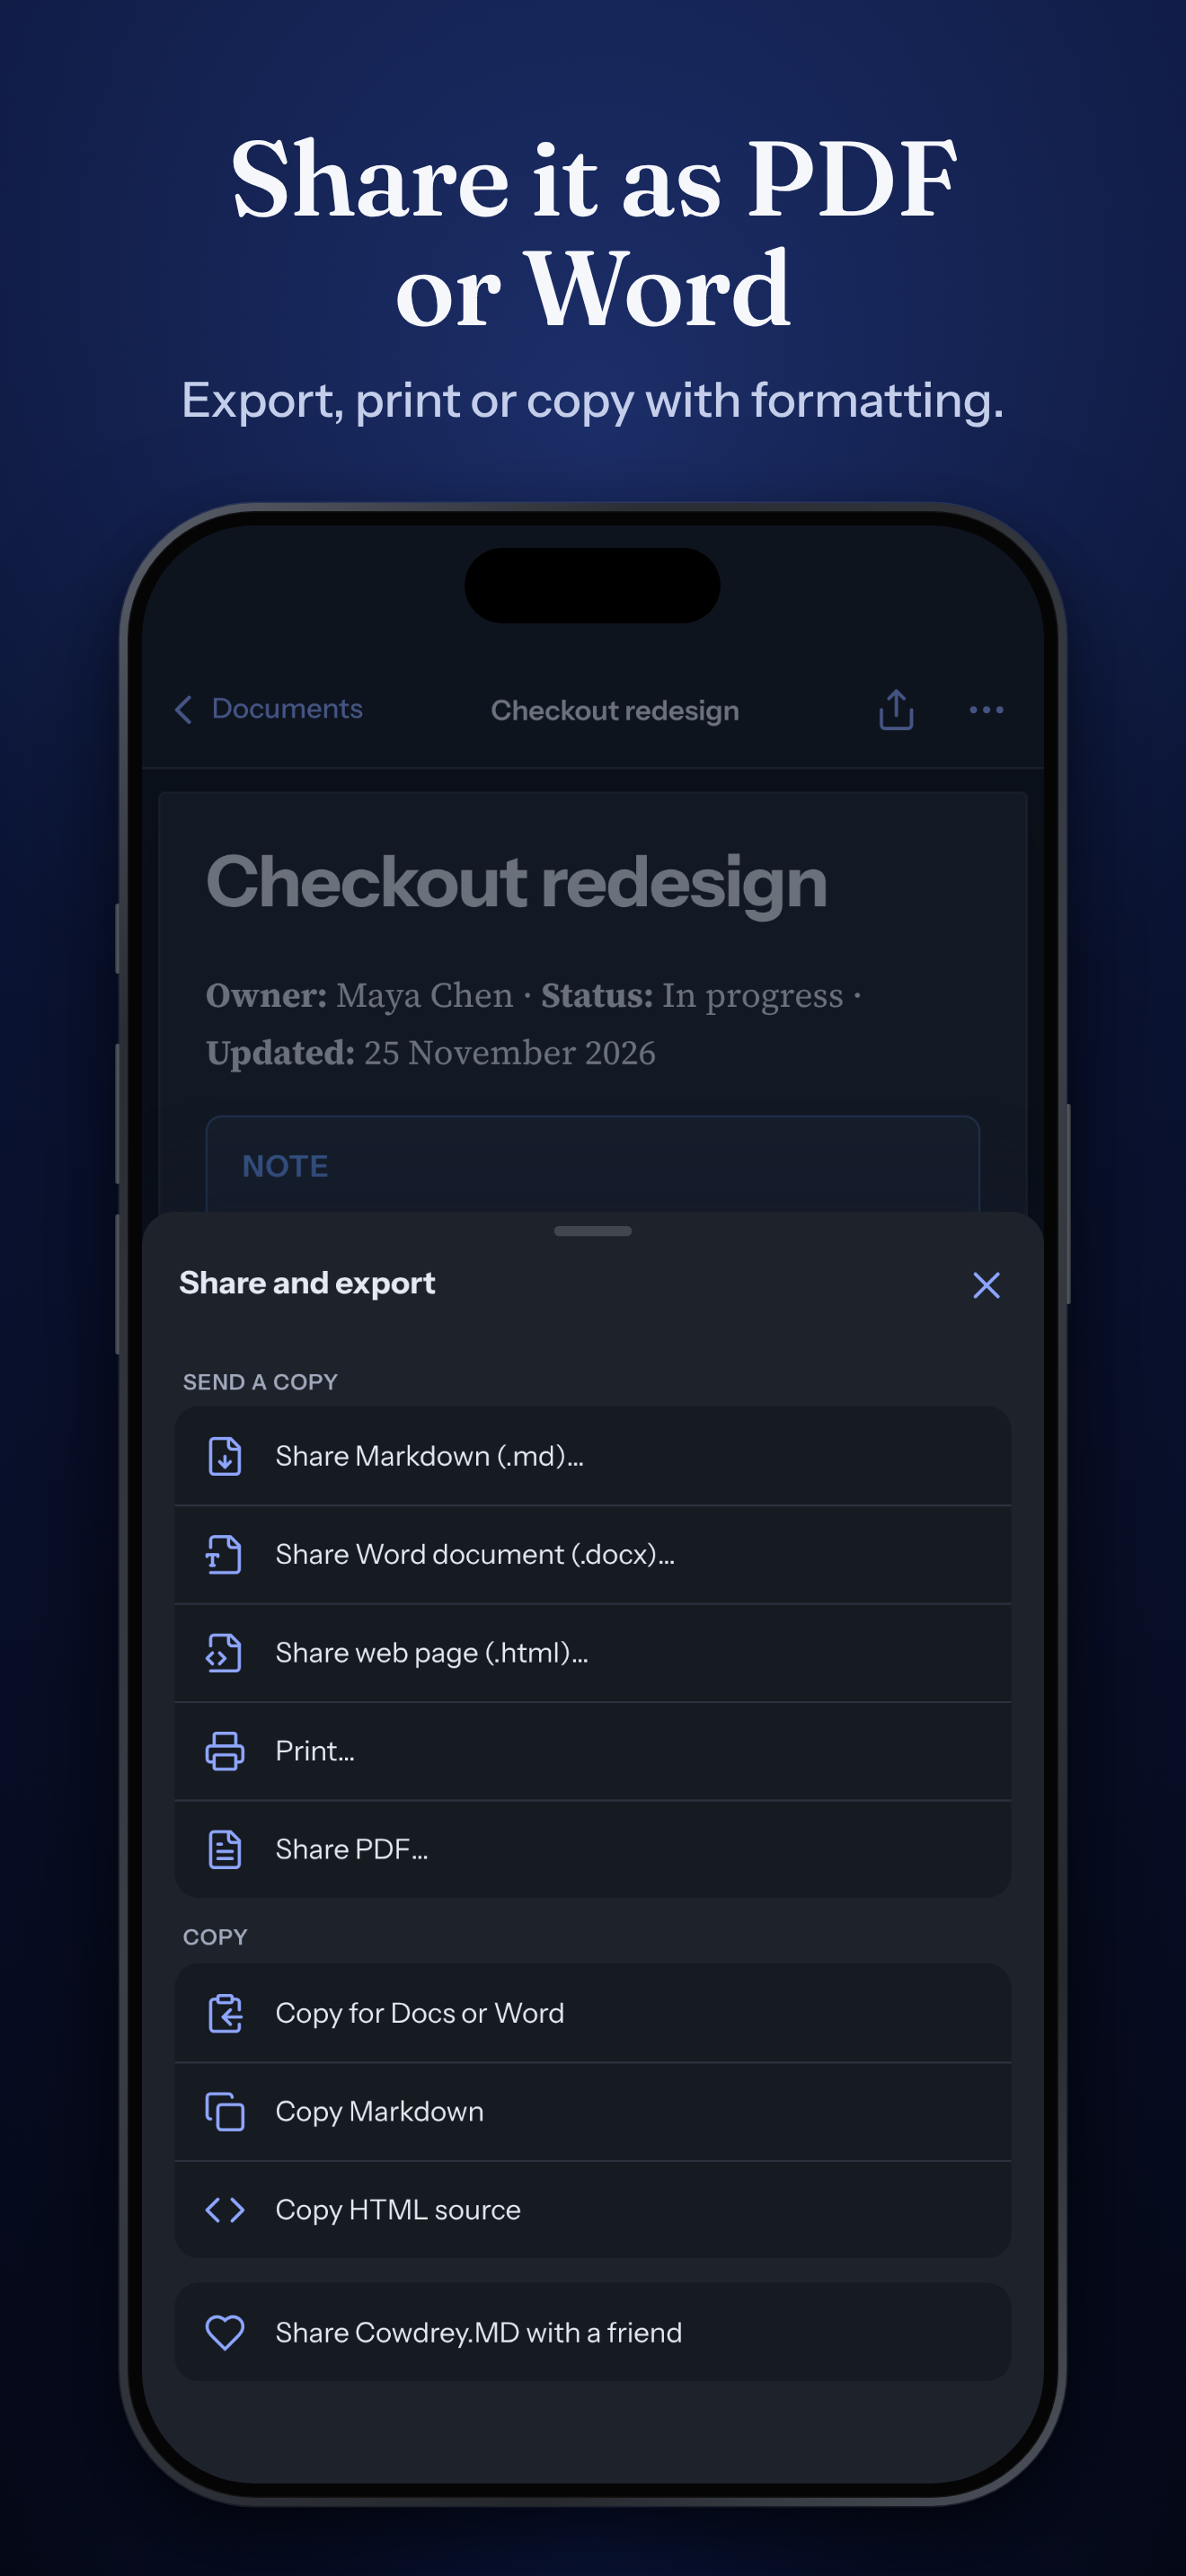 Share it as PDF
or Word
Export, print or copy with formatting.
Documents
Checkout redesign
Checkout redesign
Owner: Maya Chen · Status: In progress ·
Updated: 25 November 2026
NOTE
Share and export
SEND A COPY
Share Markdown (.md)...
Share Word document (.docx)...
Share web page (.html)...
Print...
Share PDF...
COPY
Copy for Docs or Word
Copy Markdown
Copy HTML source
Share Cowdrey.MD with a friend